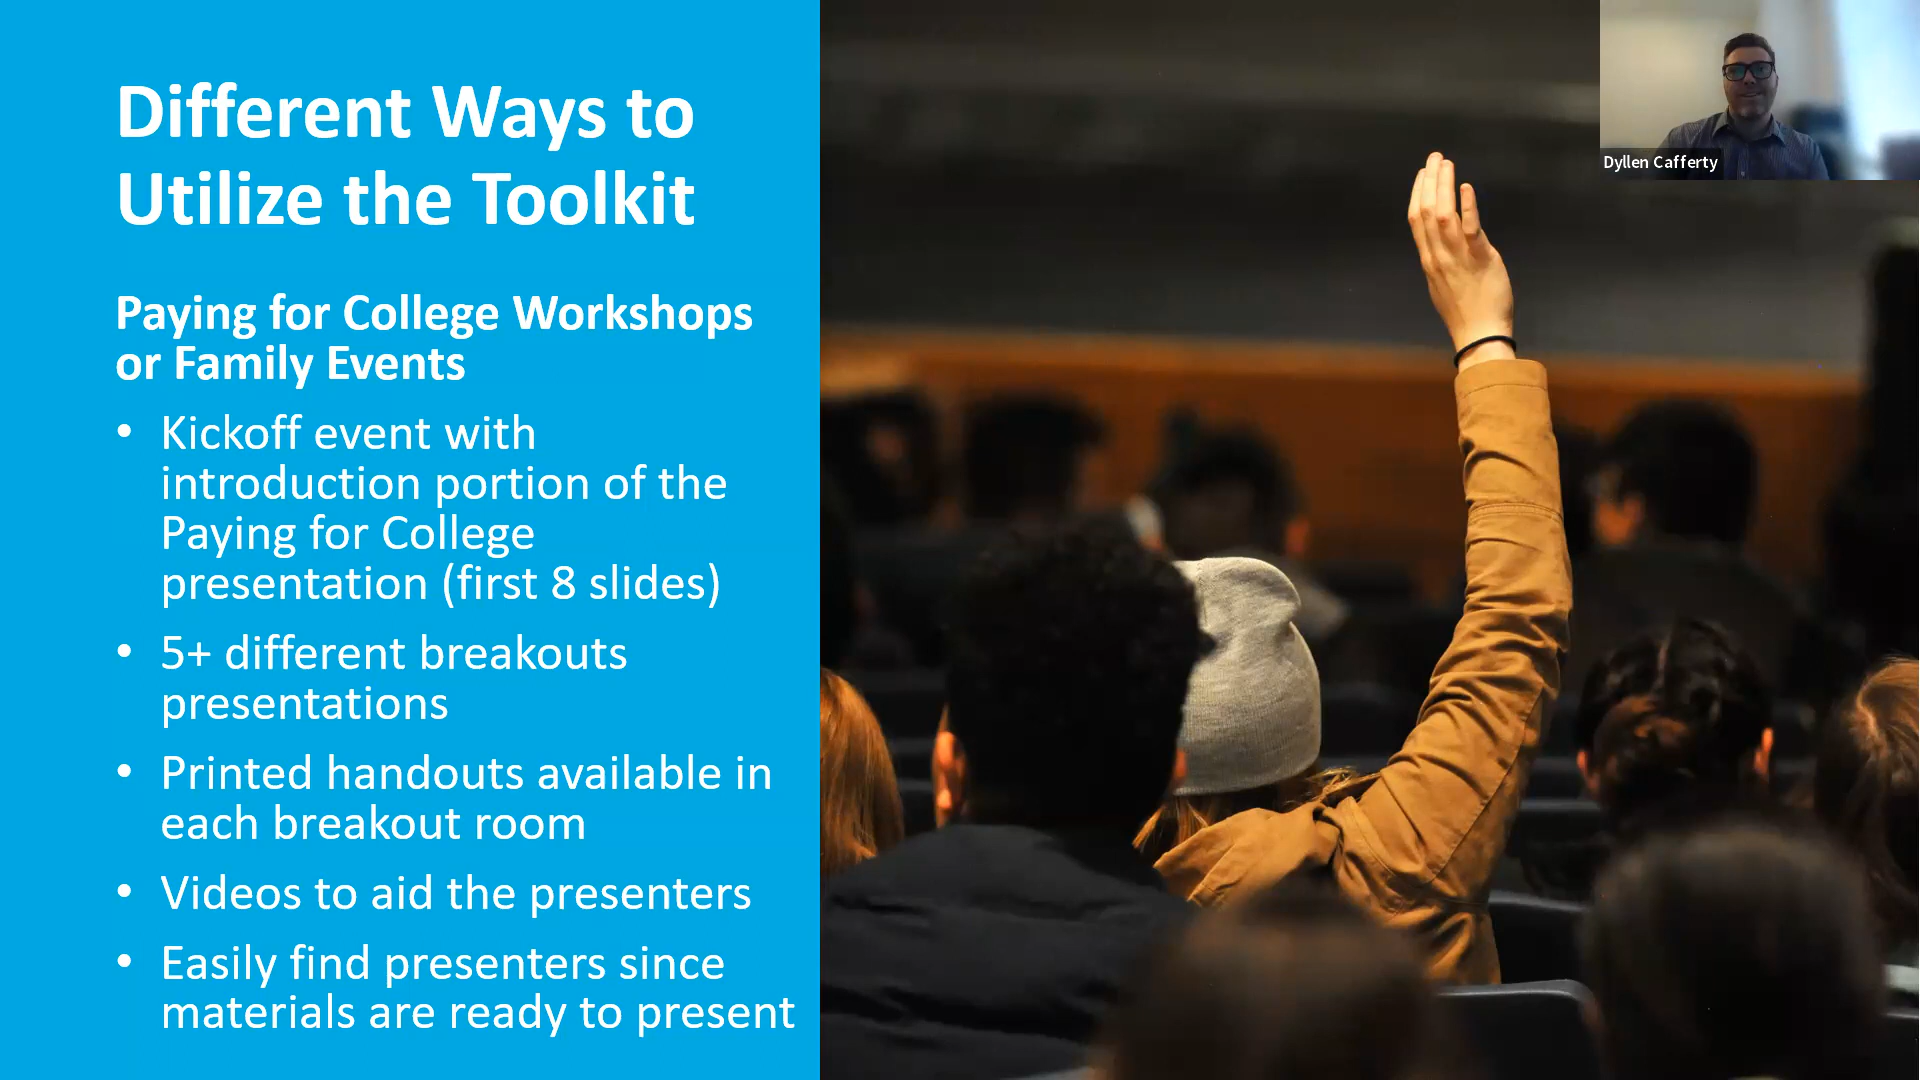 Different Ways to
Utilize the Toolkit
Paying for College Workshops
or Family Events
• Kickoff event with
introduction portion of the
Paying for College
presentation (first 8 slides)
• 5+ different breakouts
presentations
• Printed handouts available in
each breakout room
• Videos to aid the presenters
• Easily find presenters since
materials are ready to present
Dyllen Cafferty